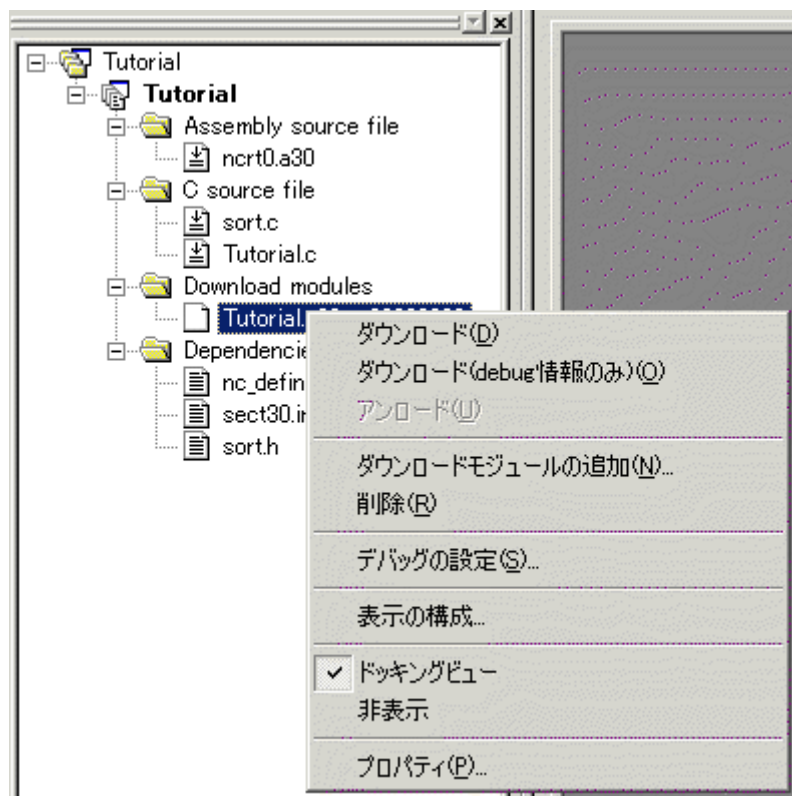 Tutorial
Tutorial
Assembly source file
ncrt0.a30
C source file
sort.c
Tutorial.c
Download modules
Tutorial.
Dependencie
nc_defin
sect30.in
sort.h
ダウンロード(D)
ダウンロード(debug情報のみ)(O)
アンロード(U)
ダウンロードモジュールの追加(N)...
削除(R)
デバッグの設定(S)...
表示の構成...
ドッキングビュー
非表示
プロパティ(P)...